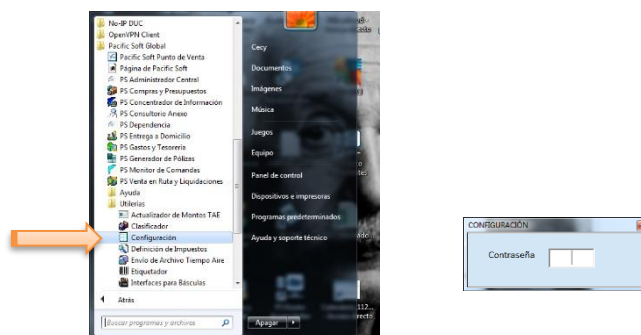 No-IP DUC
OpenVPN Client
Pacific Soft Global
Pacific Soft Punto de Venta
Página de Pacific Soft
PS Administrador Central
PS Compras y Presupuestos
PS Concentrador de Información
PS Consultorio Anexo
PS Dependencia
PS Entrega a Domicilio
PS Gastos y Tesoreria
PS Generador de Pólizas
PS Monitor de Comandas
PS Venta en Ruta y Liquidaciones
Ayuda
Utilerias
Actualizador de Montos TAE
Clasificador
Configuración
Definición de Impuestos
Envío de Archivo Tiempo Aire
Etiquetador
Interfaces para Básculas
Atrás
Buscar programas y archivos
Cecy
Documentos
Imágenes
Música
Juegos
Equipo
Panel de control
Dispositivos e impresoras
Programas predeterminados
Ayuda y soporte técnico
Apagar
CONFIGURACIÓN
Contraseña